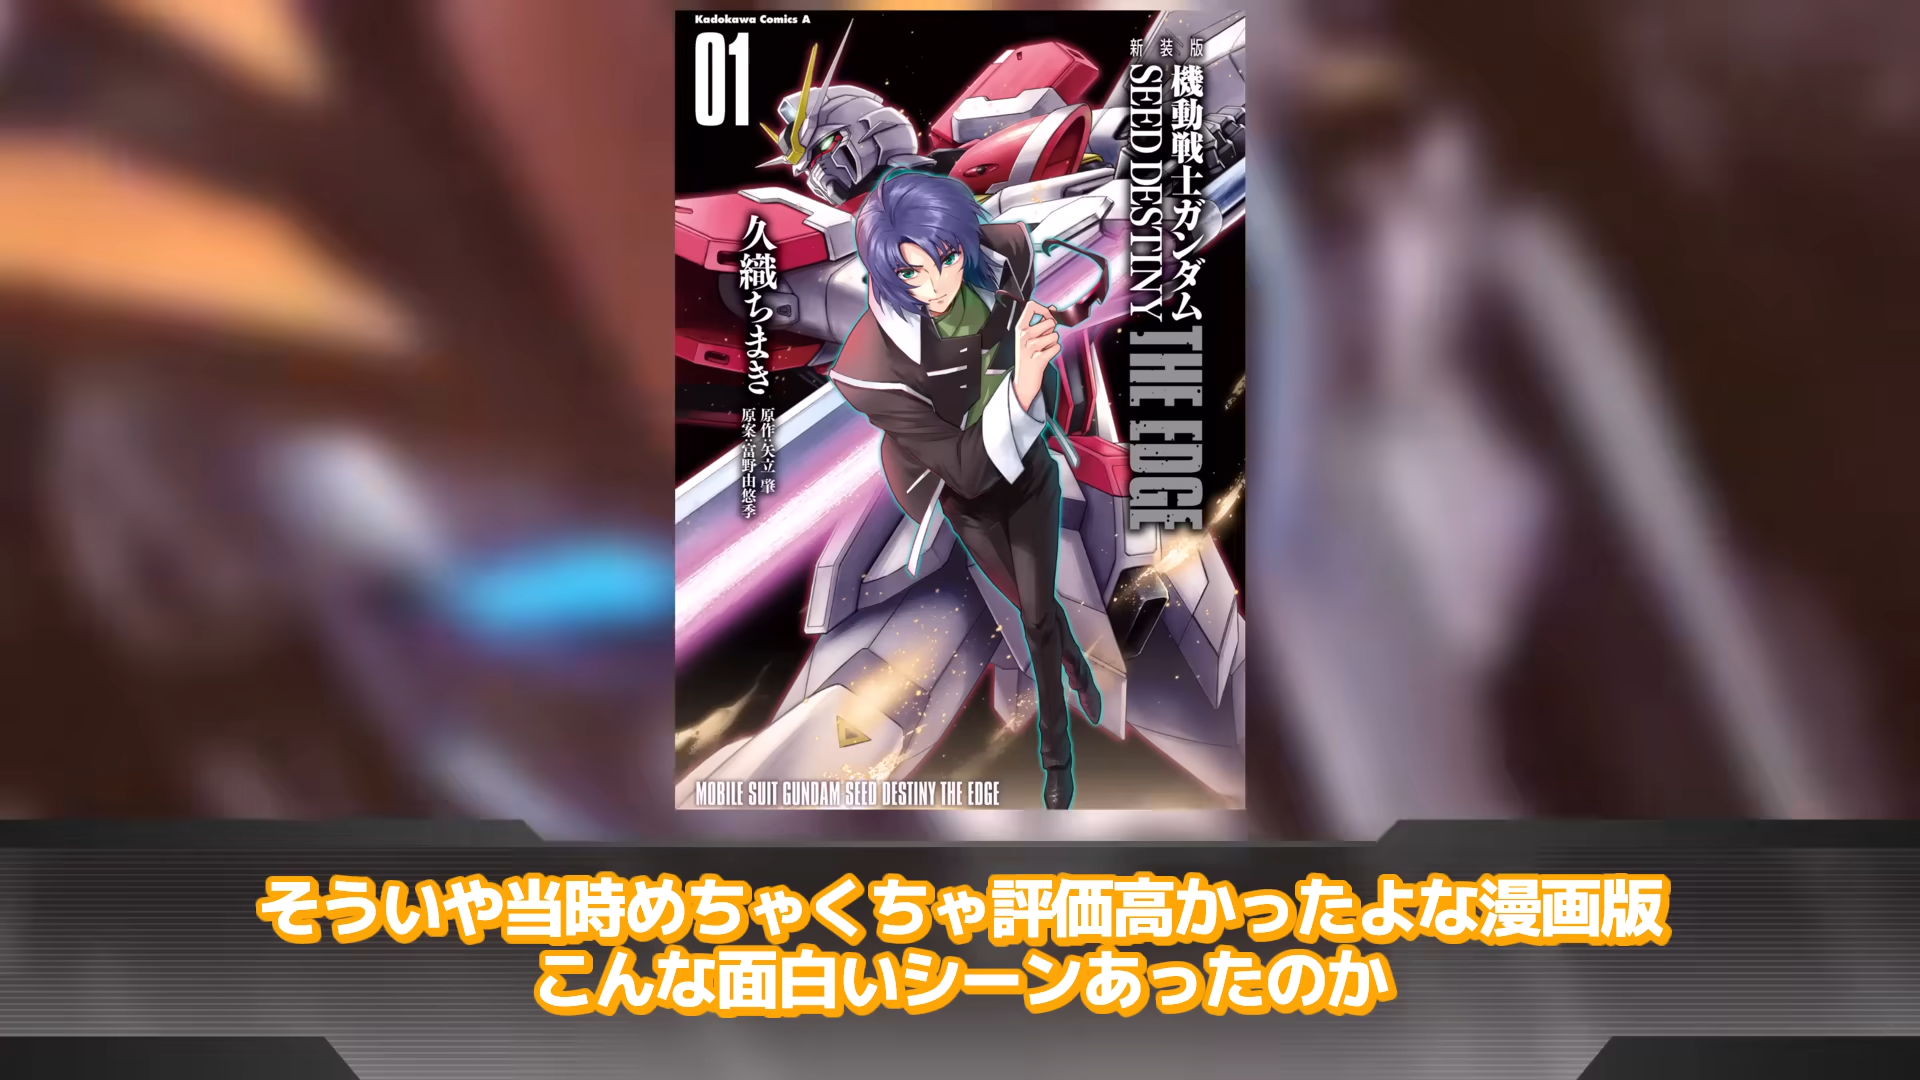 Kadokawa Comics A
01
新装版
機動戦士ガンダム
SEED DESTINY THE EDGE
久織ちまき
原作:矢立 肇
原案:富野由悠季
MOBILE SUIT GUNDAM SEED DESTINY THE EDGE
そういや当時めちゃくちゃ評価高かったよな漫画版
こんな面白いシーンあったのか